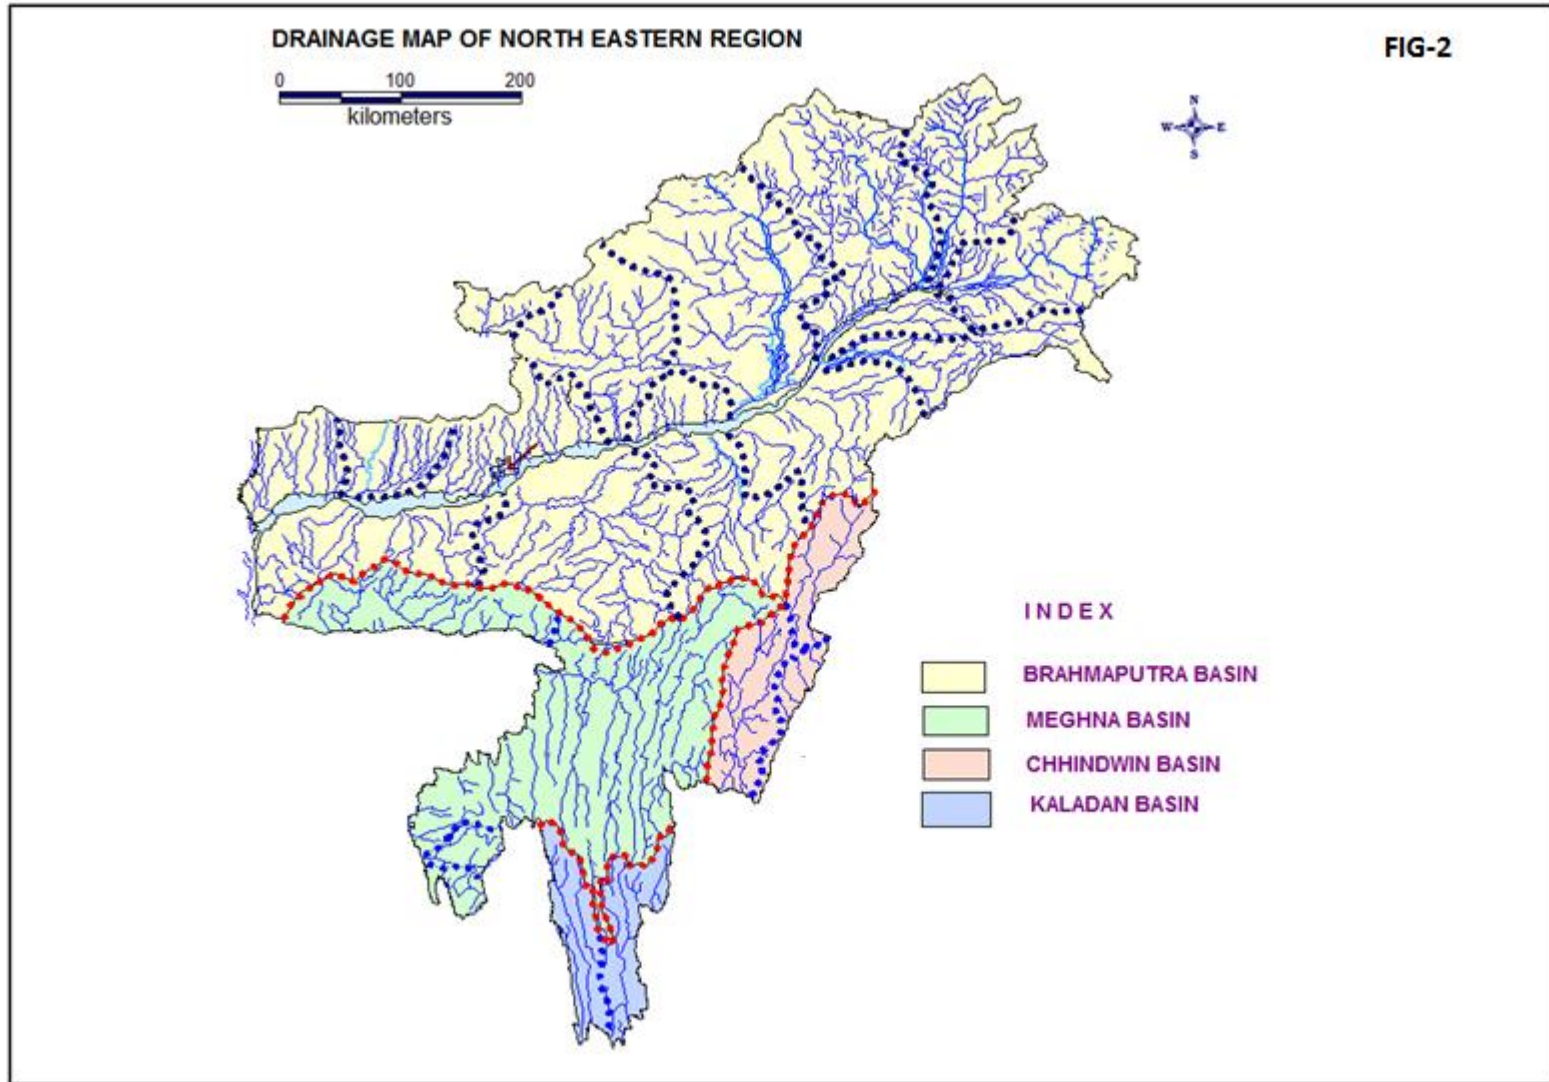 DRAINAGE MAP OF NORTH EASTERN REGION
FIG-2
0 100 200
kilometers
N
W E
S
INDEX
BRAHMAPUTRA BASIN
MEGHNA BASIN
CHHINDWIN BASIN
KALADAN BASIN